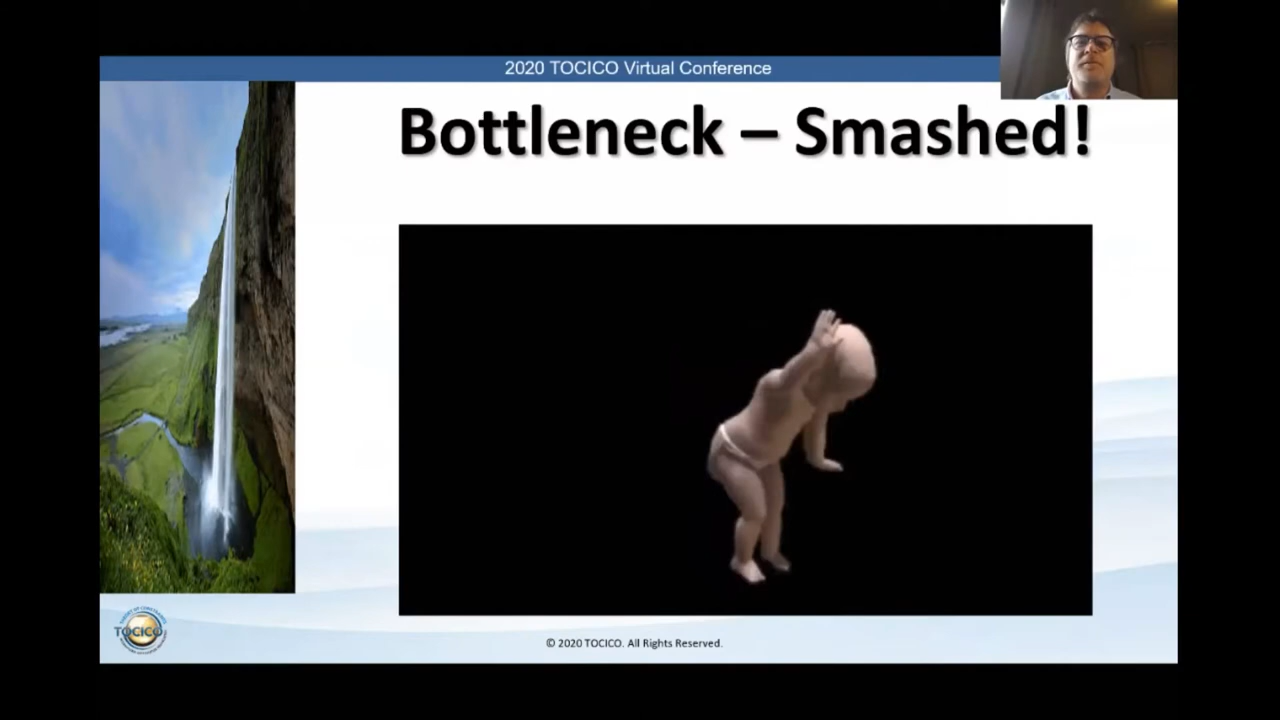 2020 TOCICO Virtual Conference
Bottleneck – Smashed!
TOCICO
© 2020 TOCICO. All Rights Reserved.